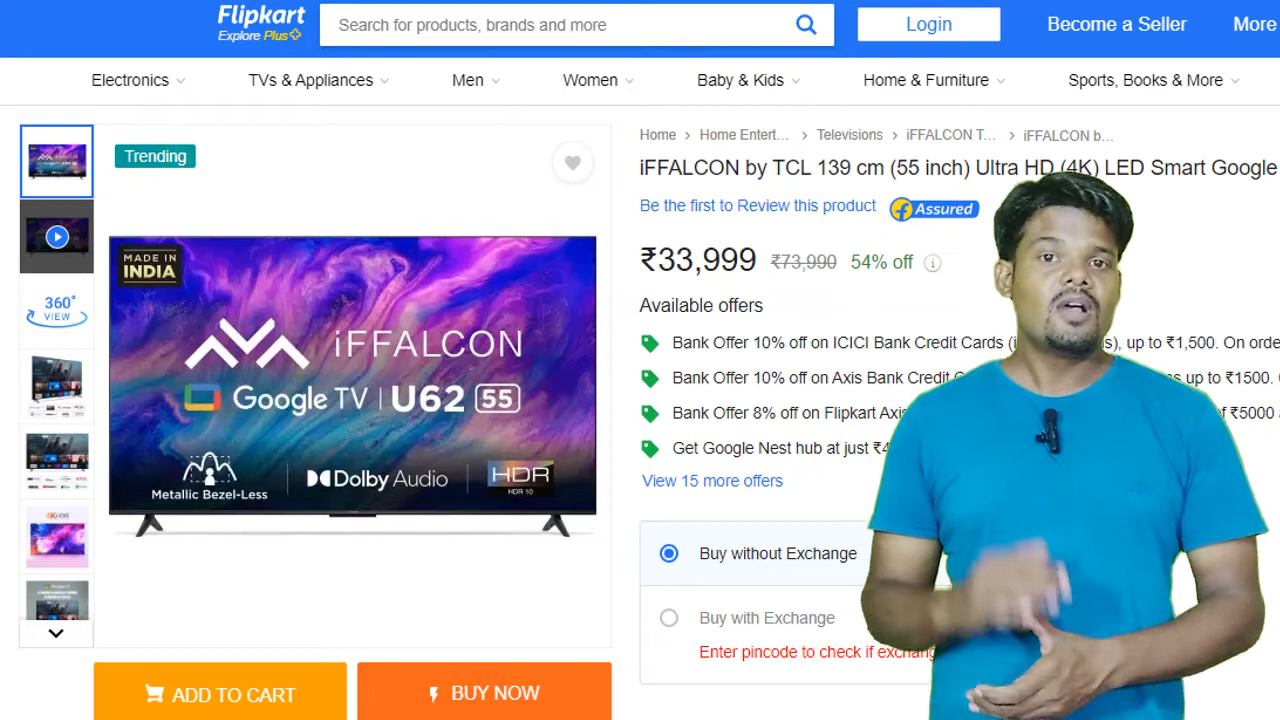 Flipkart
Explore Plus
Search for products, brands and more
Login
Become a Seller
More
Electronics
TVs & Appliances
Men
Women
Baby & Kids
Home & Furniture
Sports, Books & More
Trending
360°
VIEW
MADE IN
INDIA
iFFALCON
Google TV | U62 55
Metallic Bezel-Less
Dolby Audio
HDR
HDR 10
ADD TO CART
BUY NOW
Home > Home Entert... > Televisions > iFFALCON T... > iFFALCON b...
iFFALCON by TCL 139 cm (55 inch) Ultra HD (4K) LED Smart Google
Be the first to Review this product
Assured
₹33,999 ₹73,990 54% off
Available offers
Bank Offer 10% off on ICICI Bank Credit Cards up to ₹1,500. On orde
Bank Offer 10% off on Axis Bank Credit up to ₹1500.
Bank Offer 8% off on Flipkart Axis of ₹5000
Get Google Nest hub at just
View 15 more offers
Buy without Exchange
Buy with Exchange
Enter pincode to check if exchang